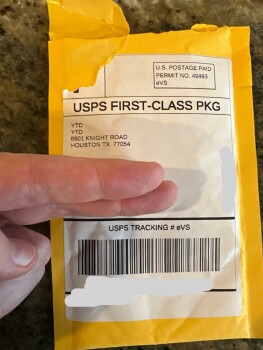 U.S. POSTAGE PAID
PERMIT NO. 49493
eVS
USPS FIRST-CLASS PKG
YTD
YTD
8901 KNIGHT ROAD
HOUSTON TX 77054
USPS TRACKING # eVS